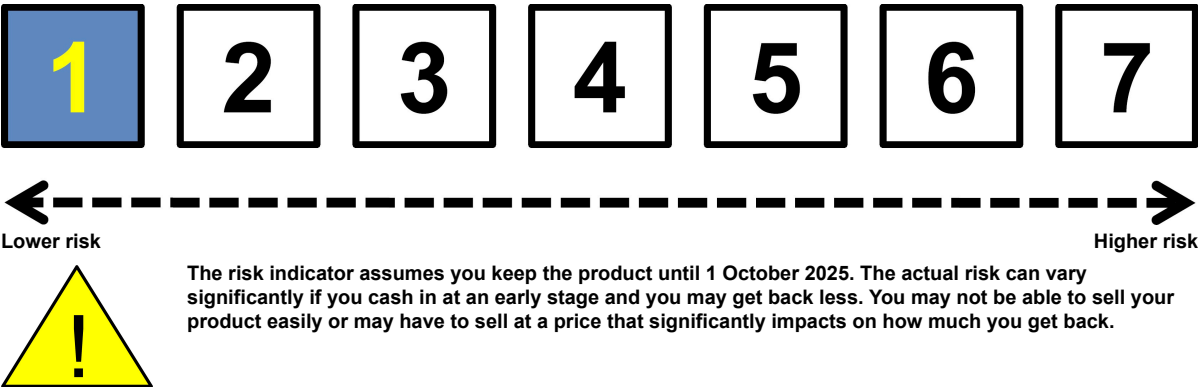 1 2 3 4 5 6 7
Lower risk Higher risk
!
The risk indicator assumes you keep the product until 1 October 2025. The actual risk can vary
significantly if you cash in at an early stage and you may get back less. You may not be able to sell your
product easily or may have to sell at a price that significantly impacts on how much you get back.